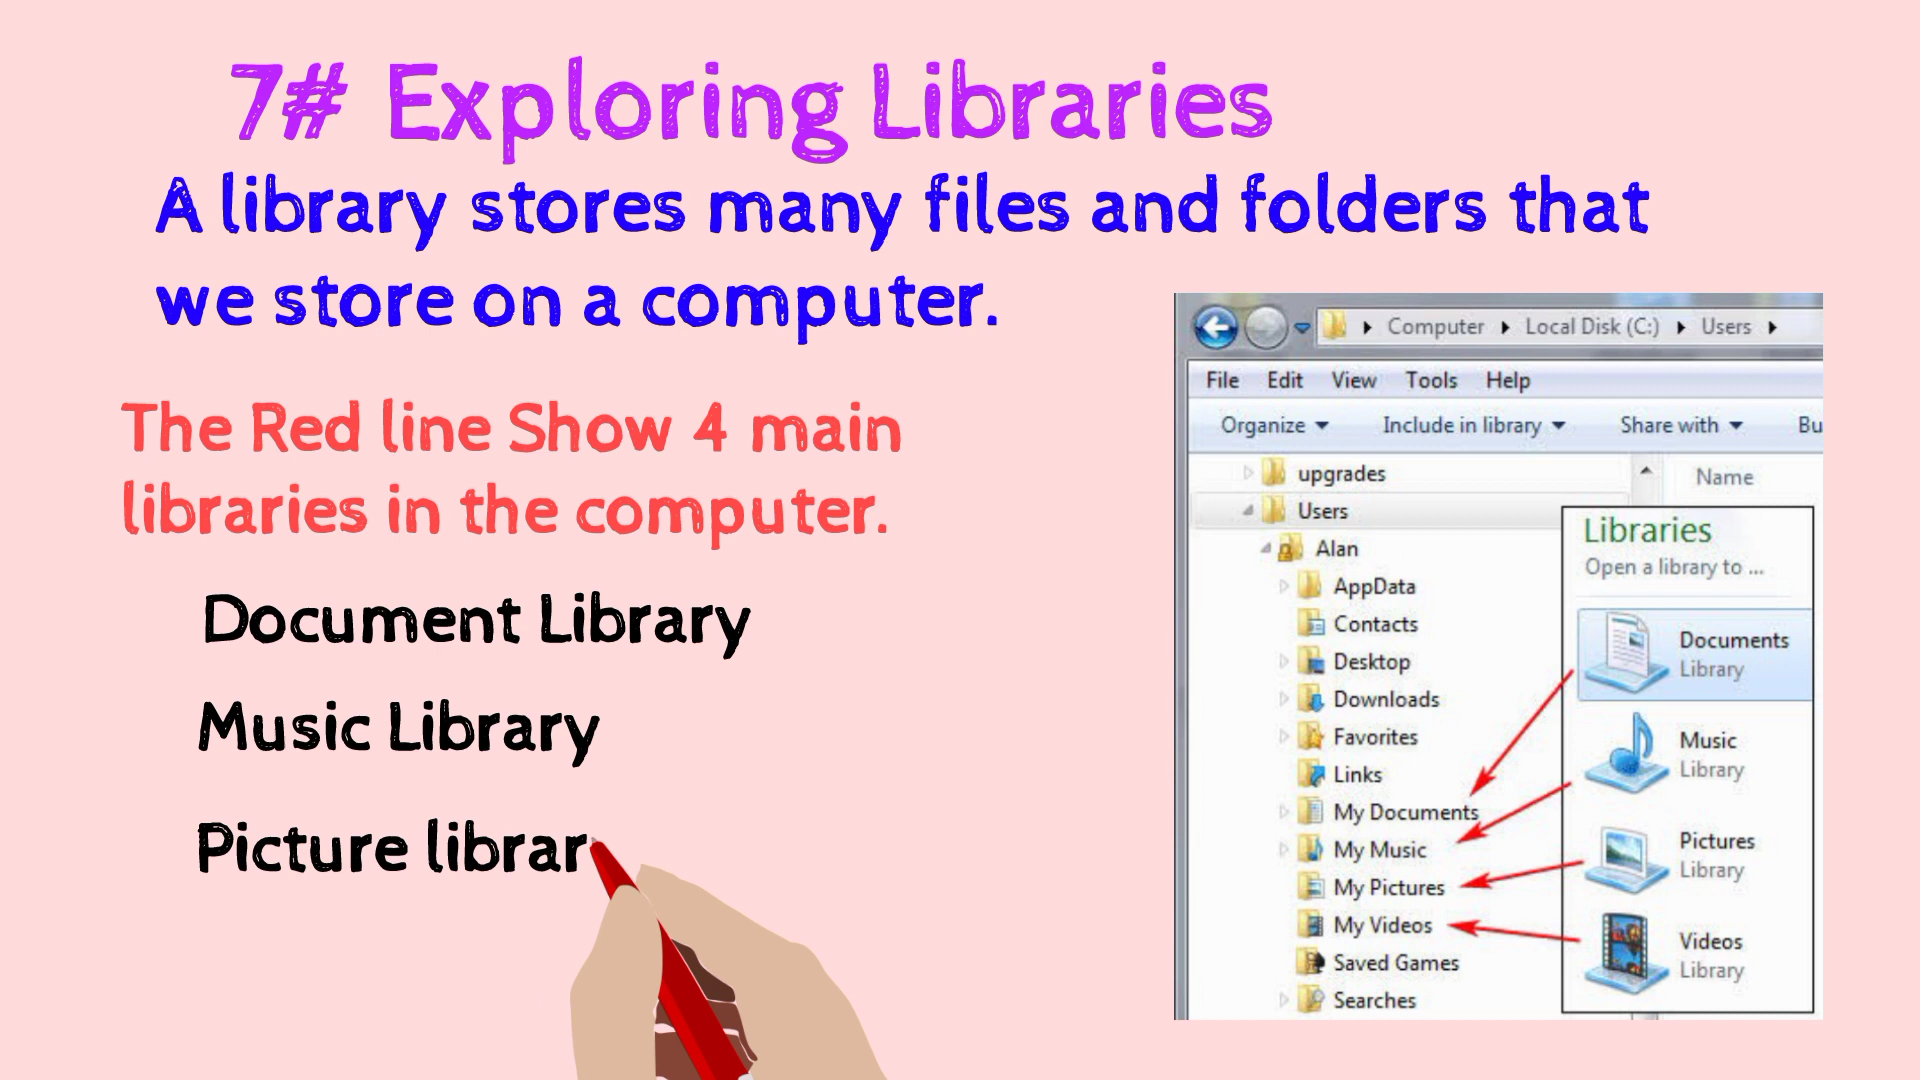 7# Exploring Libraries
A library stores many files and folders that
we store on a computer.
The Red line Show 4 main
libraries in the computer.
Document Library
Music Library
Picture librar
Computer Local Disk (C:) Users
File Edit View Tools Help
Organize Include in library Share with Bu
upgrades
Name
Users
Alan
AppData
Contacts
Desktop
Downloads
Favorites
Links
My Documents
My Music
My Pictures
My Videos
Saved Games
Searches
Libraries
Open a library to ...
Documents
Library
Music
Library
Pictures
Library
Videos
Library